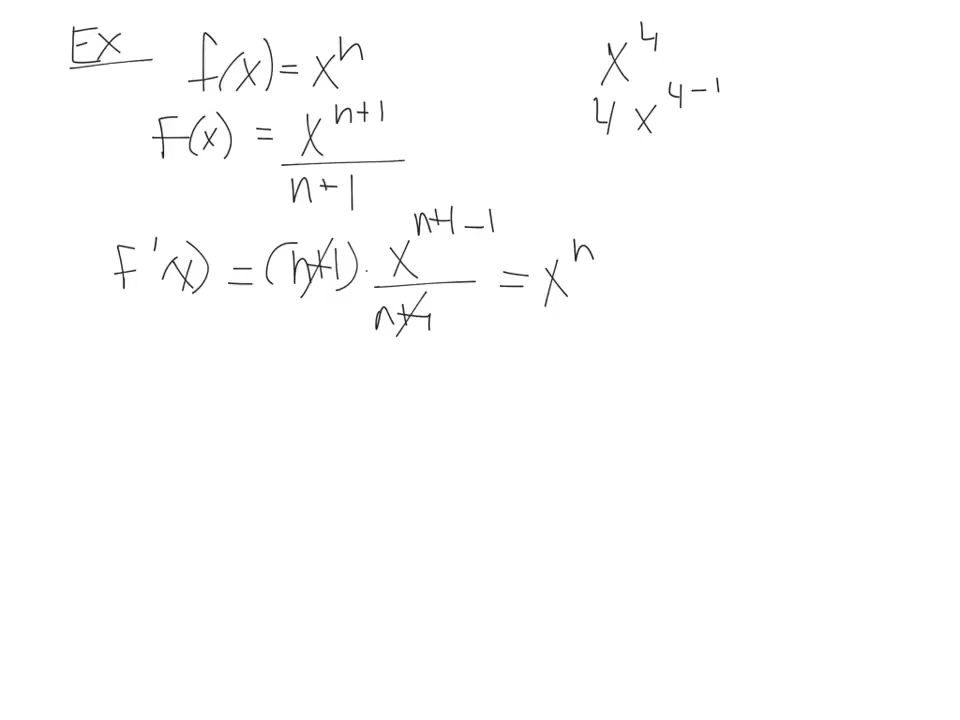 Ex
f(x) = x^n
F(x) = x^{n+1} / n+1
F'(x) = (n+1) · x^{n+1-1} / n+1 = x^n
x^4
4x^{4-1}